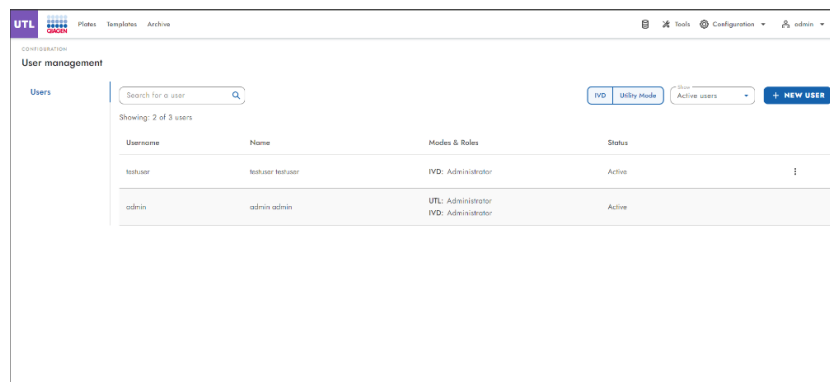 UTL QIAGEN Plates Templates Archive Tools Configuration admin
CONFIGURATION
User management
Users
Search for a user IVD Utility Mode Show Active users + NEW USER
Showing: 2 of 3 users
Username Name Modes & Roles Status
testuser testuser testuser IVD: Administrator Active
UTL: Administrator
admin admin admin Active
IVD: Administrator